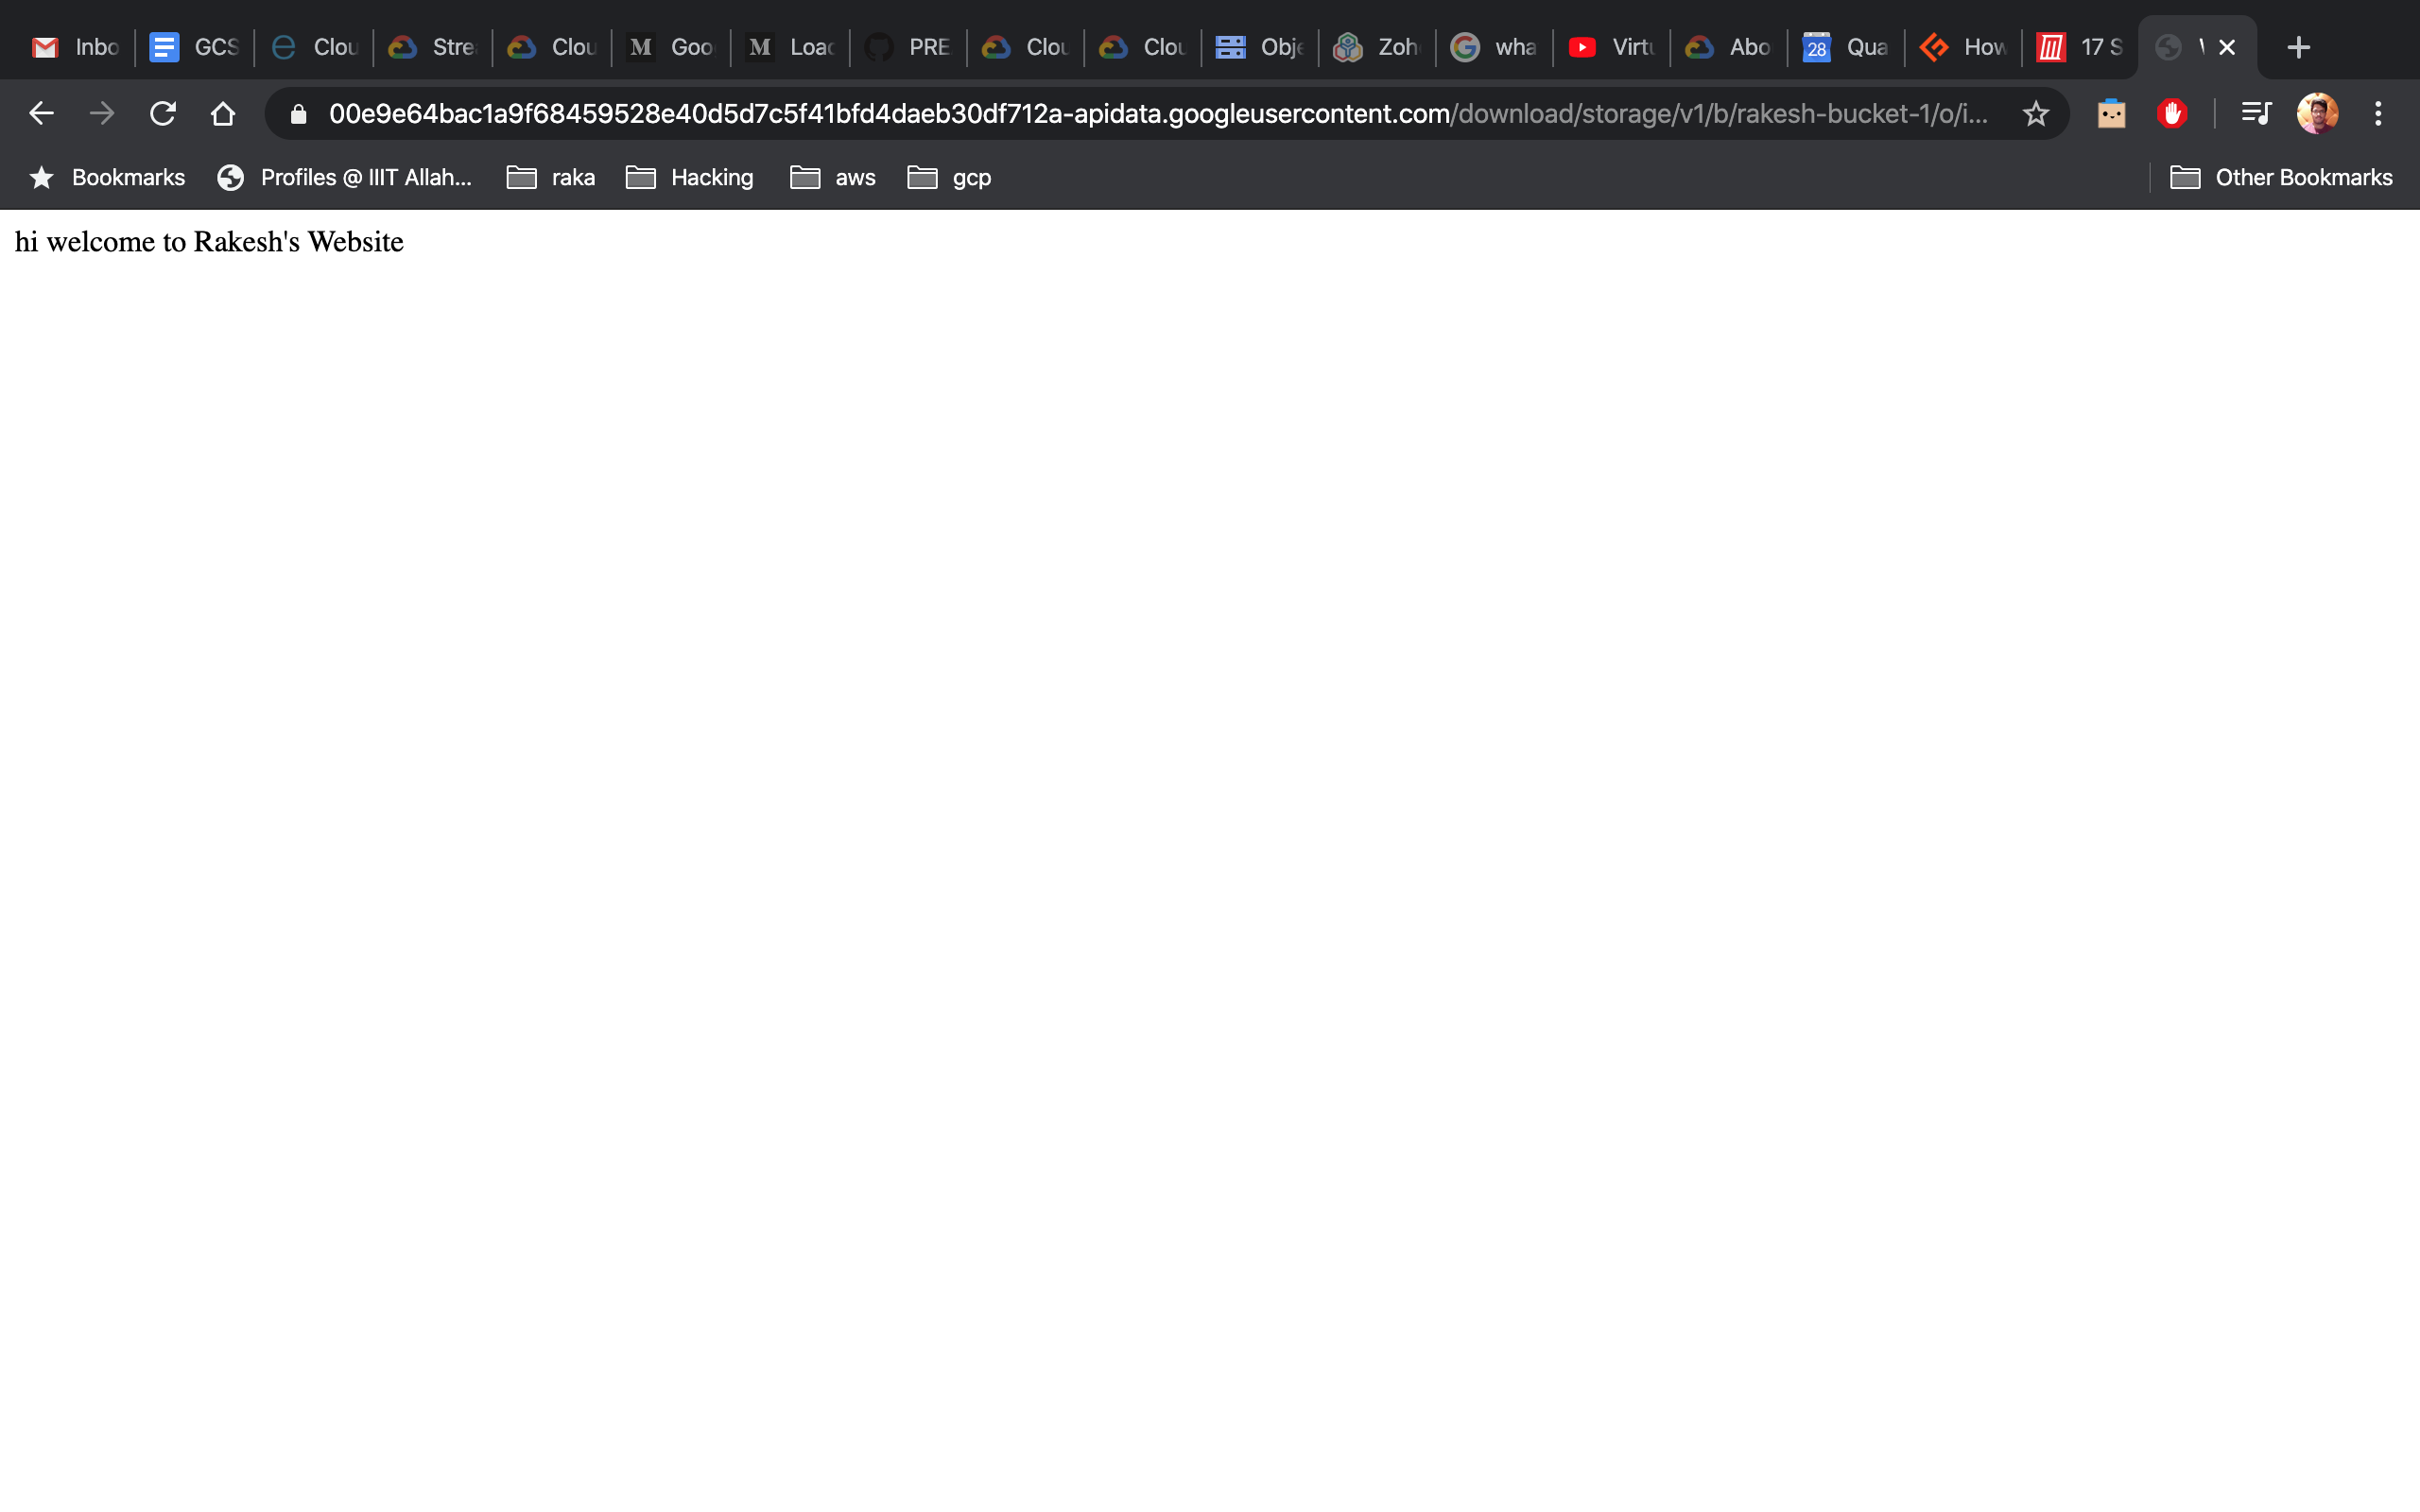 Inbo GCS Clou Stre Clou Goo Loac PRE Clou Clou Obje Zoh wha Virtu Abo 28 Qua How 17 S
00e9e64bac1a9f68459528e40d5d7c5f41bfd4daeb30df712a-apidata.googleusercontent.com/download/storage/v1/b/rakesh-bucket-1/o/i...
Bookmarks Profiles @ IIIT Allah... raka Hacking aws gcp Other Bookmarks
hi welcome to Rakesh's Website